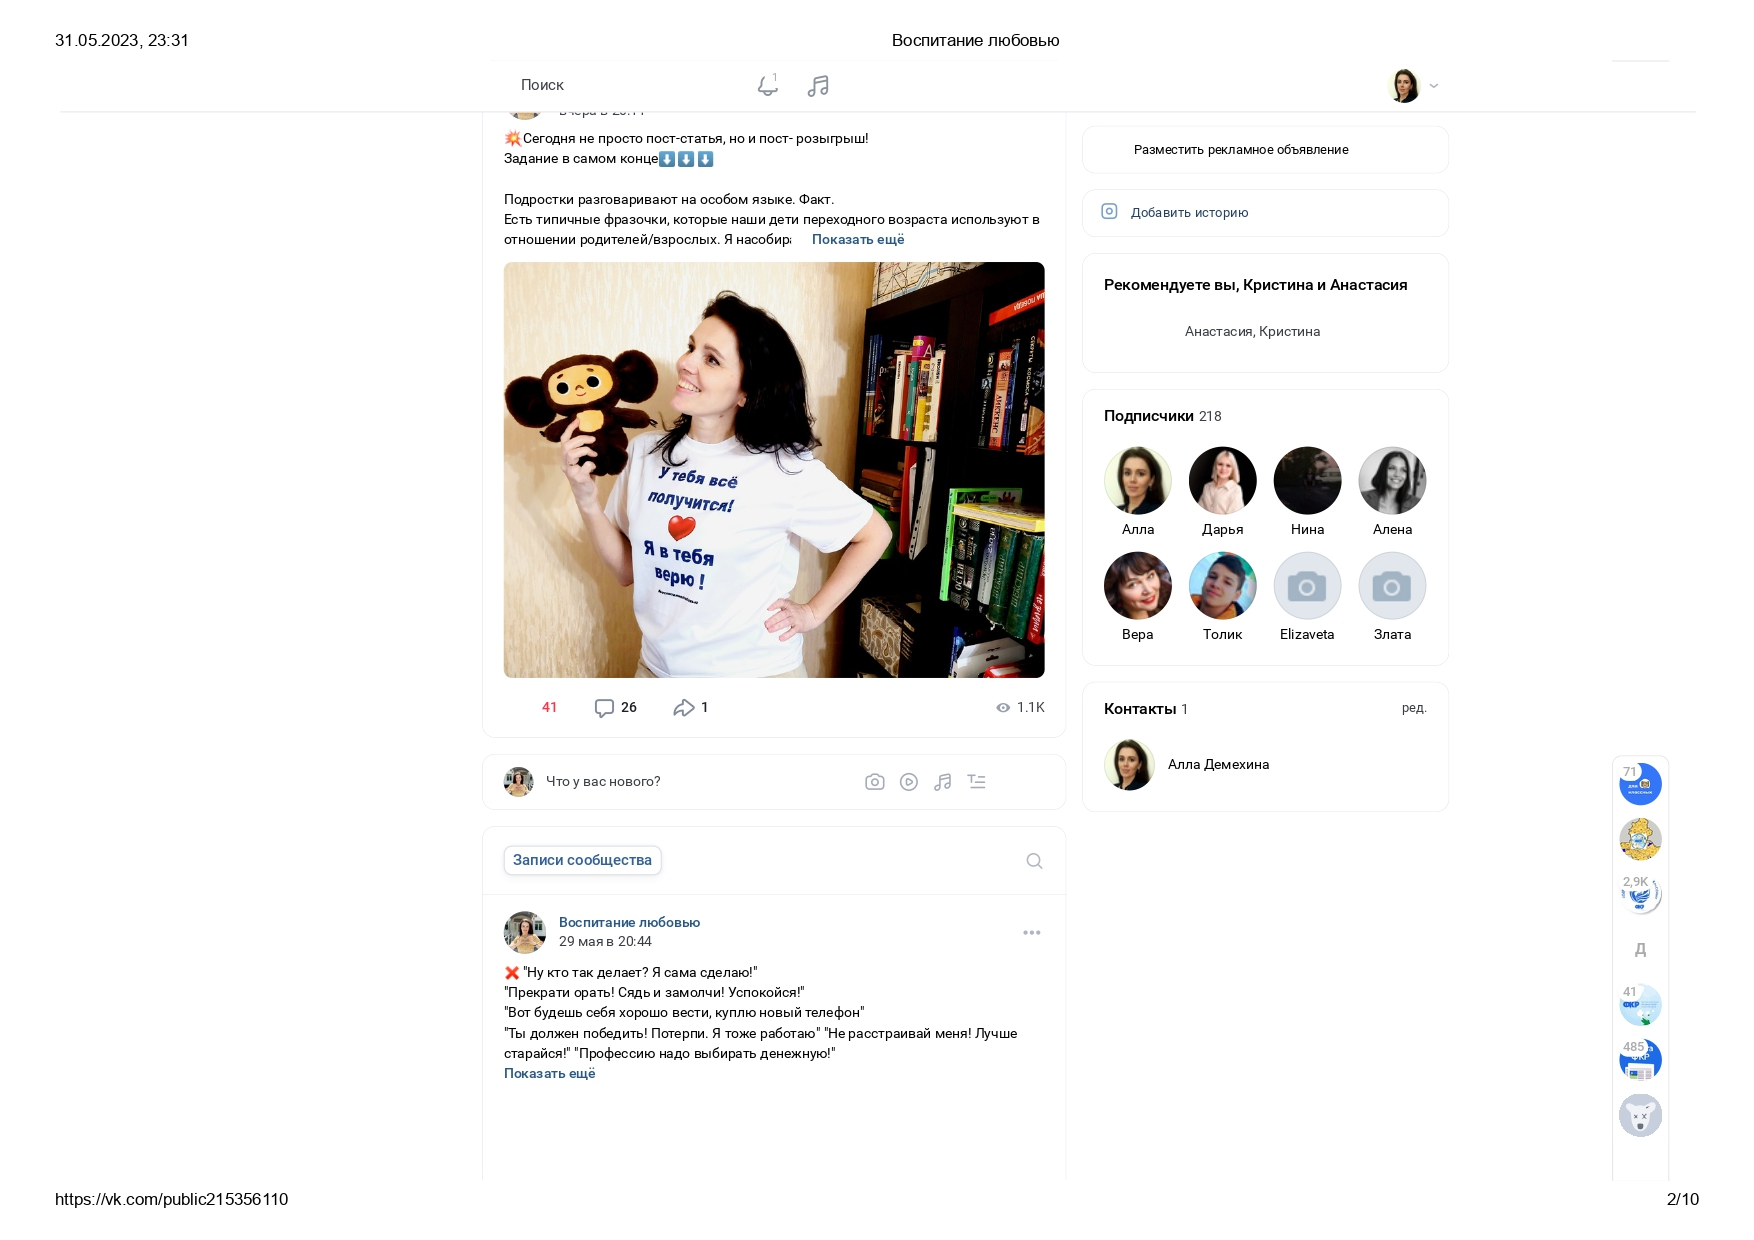 31.05.2023, 23:31
Воспитание любовью
Поиск
1
💥Сегодня не просто пост-статья, но и пост- розыгрыш!
Задание в самом конце⬇️⬇️⬇️
Подростки разговаривают на особом языке. Факт.
Есть типичные фразочки, которые наши дети переходного возраста используют в
отношении родителей/взрослых. Я насобира
Показать ещё
У тебя всё
получится!
Я в тебя
верю !
ДИККЕНС
ШЕКСПИР
41
26
1
1.1K
Что у вас нового?
Записи сообщества
Воспитание любовью
29 мая в 20:44
❌ "Ну кто так делает? Я сама сделаю!"
"Прекрати орать! Сядь и замолчи! Успокойся!"
"Вот будешь себя хорошо вести, куплю новый телефон"
"Ты должен победить! Потерпи. Я тоже работаю" "Не расстраивай меня! Лучше
старайся!" "Профессию надо выбирать денежную!"
Показать ещё
Разместить рекламное объявление
Добавить историю
Рекомендуете вы, Кристина и Анастасия
Анастасия, Кристина
Подписчики 218
Алла
Дарья
Нина
Алена
Вера
Толик
Elizaveta
Злата
Контакты 1
ред.
Алла Демехина
71
2,9K
Д
41
ФКР
485
https://vk.com/public215356110
2/10